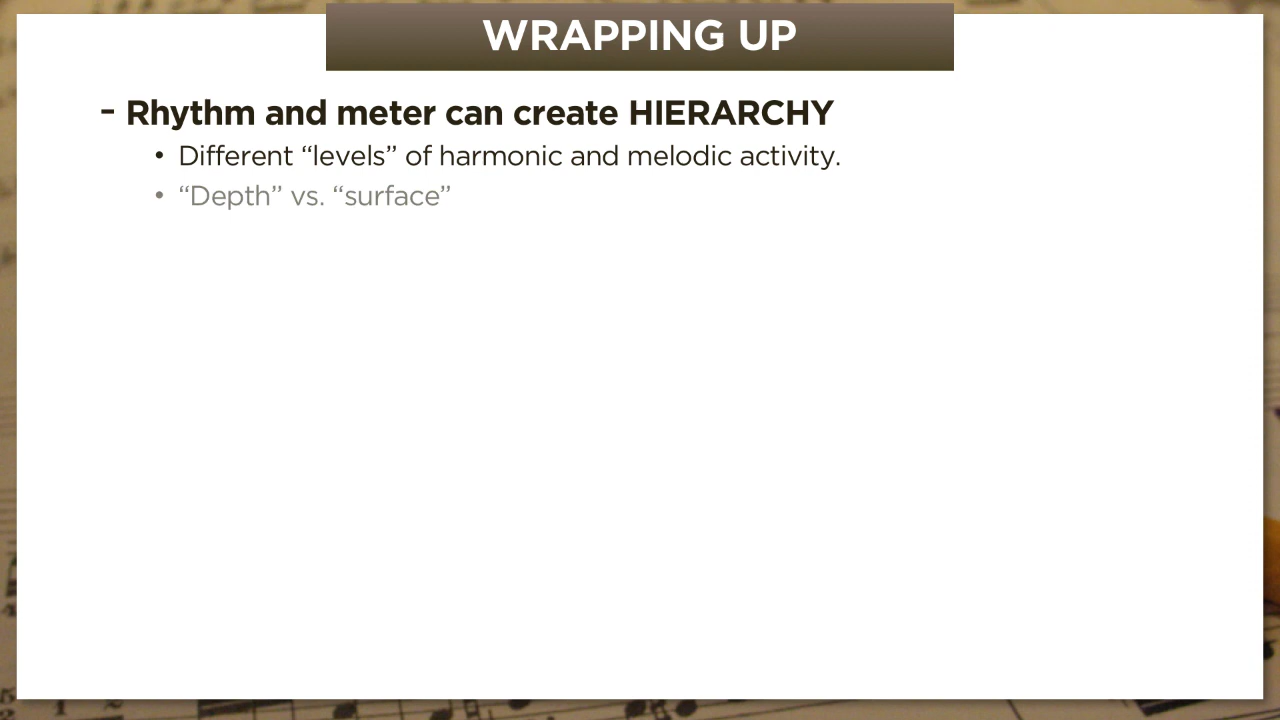 WRAPPING UP
– Rhythm and meter can create HIERARCHY
• Different “levels” of harmonic and melodic activity.
• “Depth” vs. “surface”